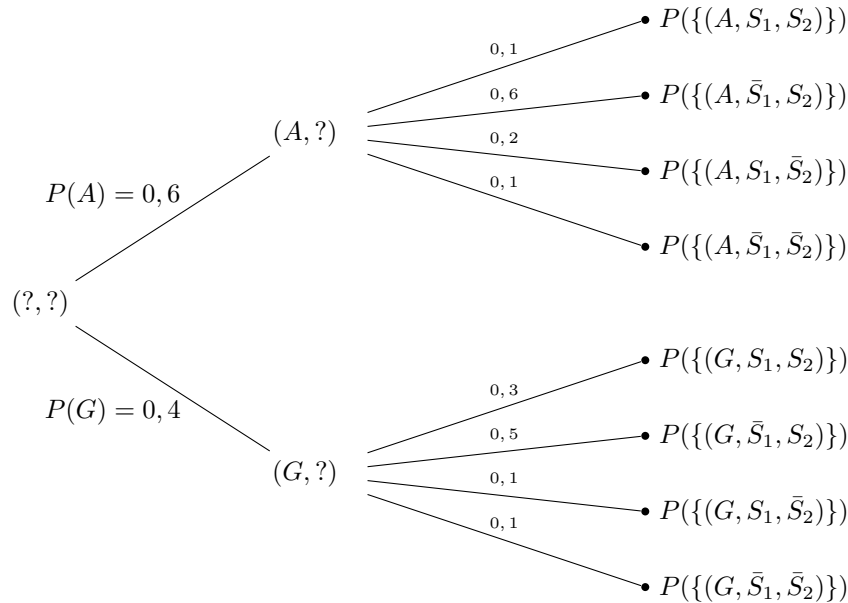 0, 1
P({(A, S₁, S₂)})
0, 6
P({(A, S̄₁, S₂)})
(A, ?)
0, 2
P({(A, S₁, S̄₂)})
0, 1
P(A) = 0, 6
P({(A, S̄₁, S̄₂)})
(?, ?)
P({(G, S₁, S₂)})
0, 3
P(G) = 0, 4
0, 5
P({(G, S̄₁, S₂)})
(G, ?)
0, 1
P({(G, S₁, S̄₂)})
0, 1
P({(G, S̄₁, S̄₂)})